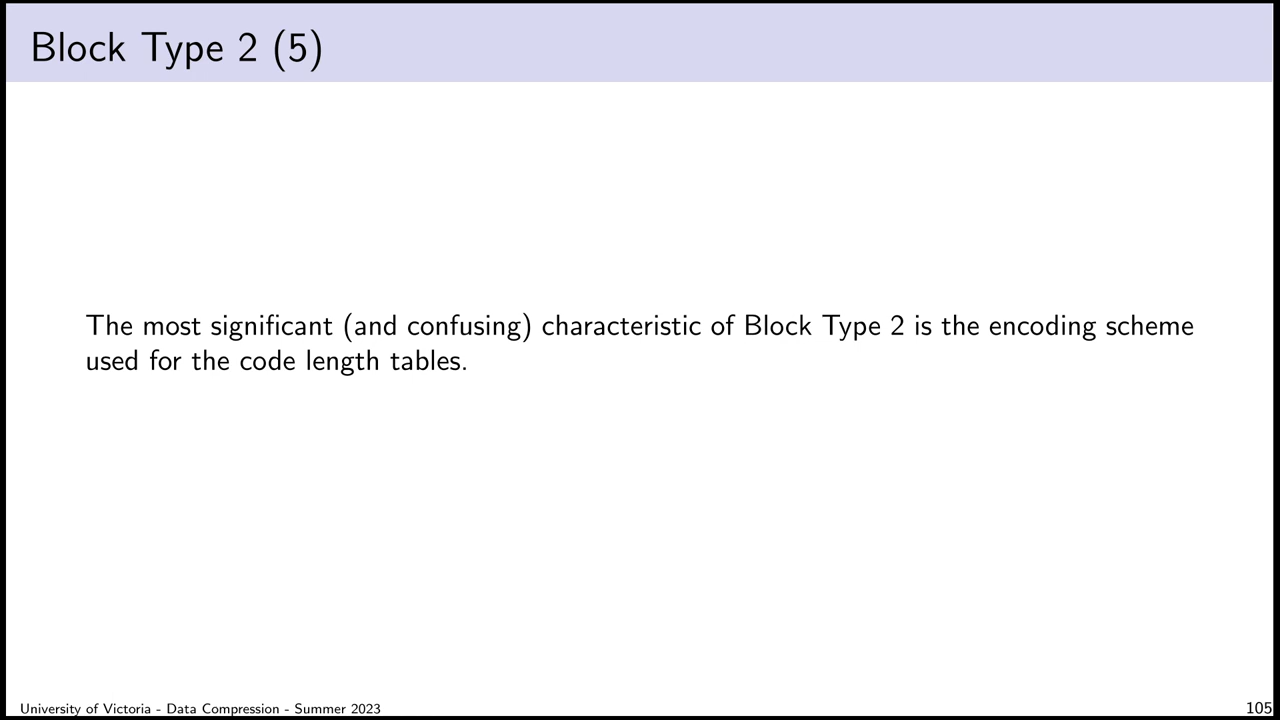 Block Type 2 (5)
The most significant (and confusing) characteristic of Block Type 2 is the encoding scheme
used for the code length tables.
University of Victoria - Data Compression - Summer 2023
105